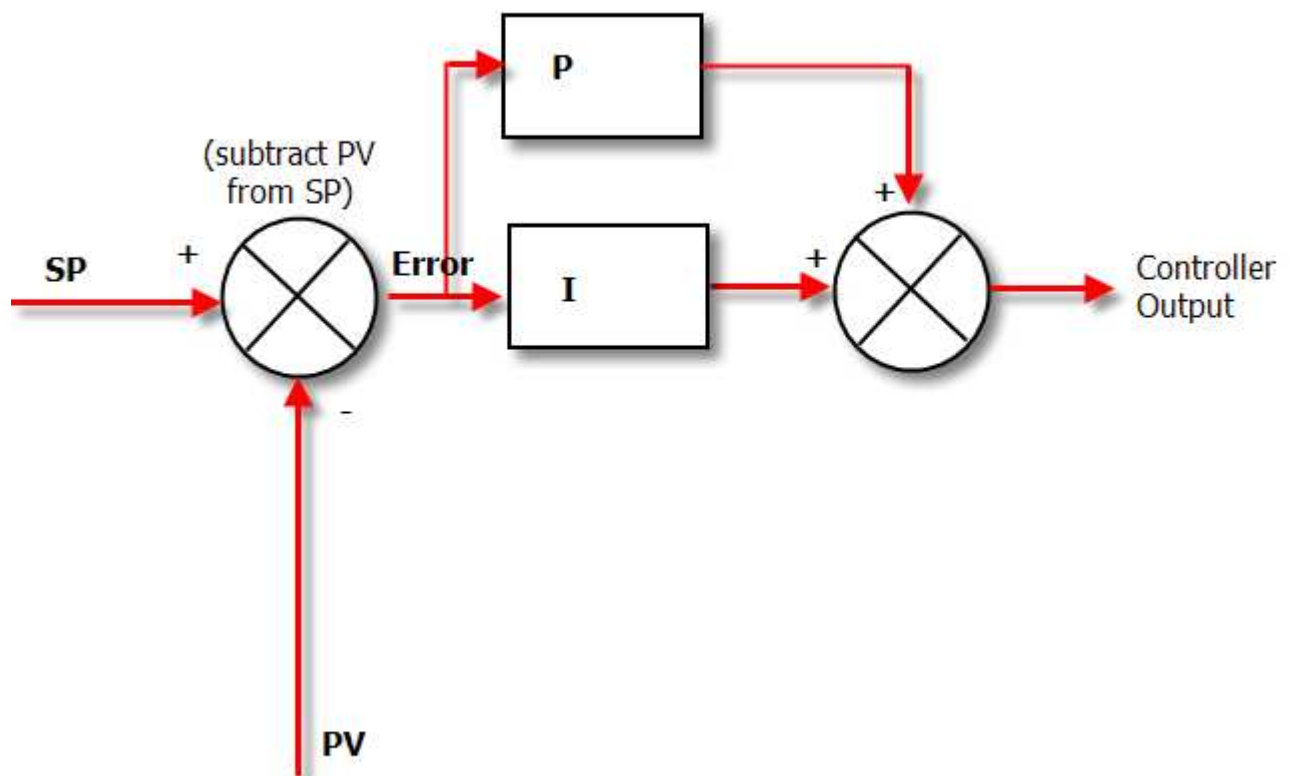 P
(subtract PV
from SP)
+
+
SP
Error
+
I
Controller
Output
-
PV